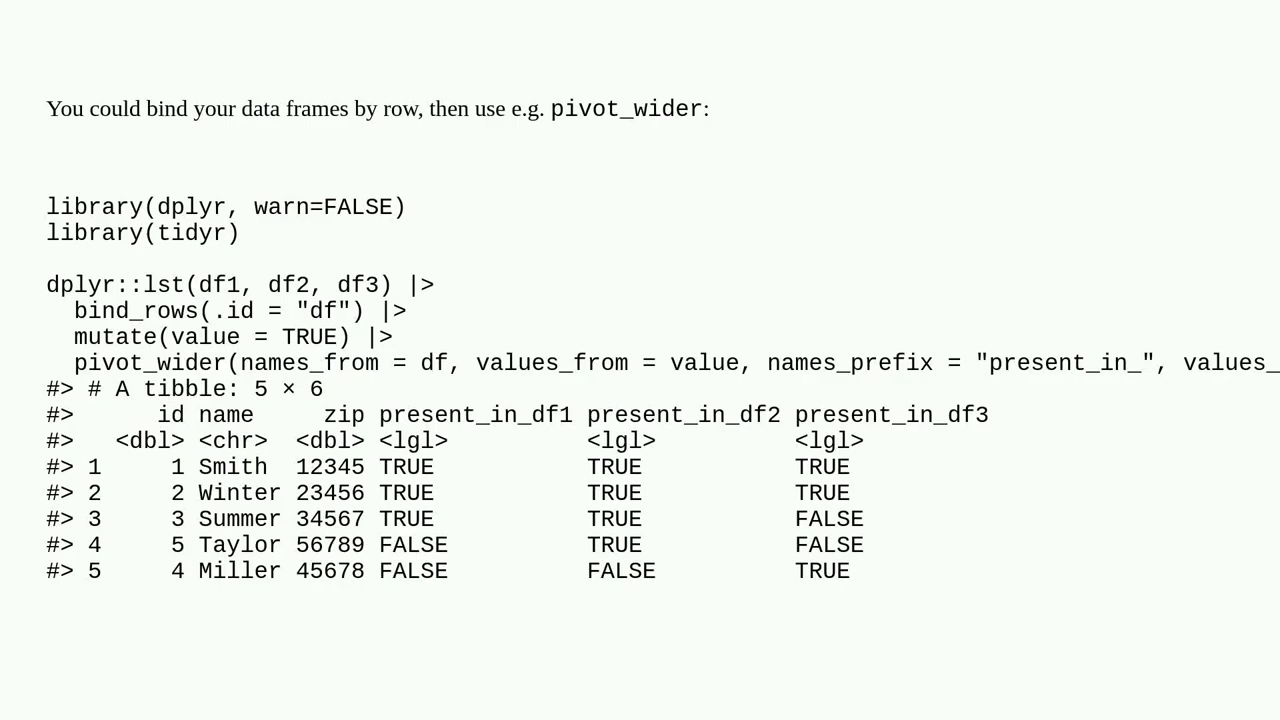 You could bind your data frames by row, then use e.g. pivot_wider:
library(dplyr, warn=FALSE)
library(tidyr)
dplyr::lst(df1, df2, df3) |>
  bind_rows(.id = "df") |>
  mutate(value = TRUE) |>
  pivot_wider(names_from = df, values_from = value, names_prefix = "present_in_", values_
#> # A tibble: 5 × 6
#>      id name     zip present_in_df1 present_in_df2 present_in_df3
#>   <dbl> <chr>  <dbl> <lgl>          <lgl>          <lgl>
#> 1     1 Smith  12345 TRUE           TRUE           TRUE
#> 2     2 Winter 23456 TRUE           TRUE           TRUE
#> 3     3 Summer 34567 TRUE           TRUE           FALSE
#> 4     5 Taylor 56789 FALSE          TRUE           FALSE
#> 5     4 Miller 45678 FALSE          FALSE          TRUE